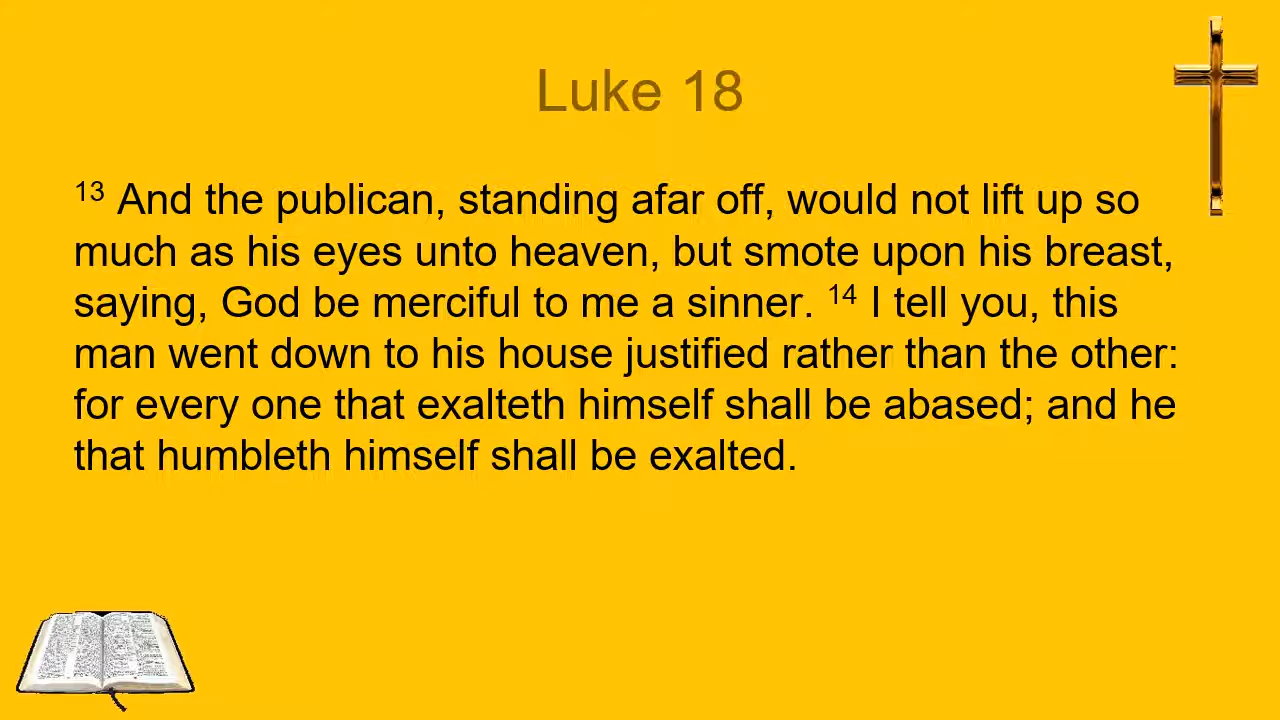 Luke 18
13 And the publican, standing afar off, would not lift up so
much as his eyes unto heaven, but smote upon his breast,
saying, God be merciful to me a sinner. 14 I tell you, this
man went down to his house justified rather than the other:
for every one that exalteth himself shall be abased; and he
that humbleth himself shall be exalted.